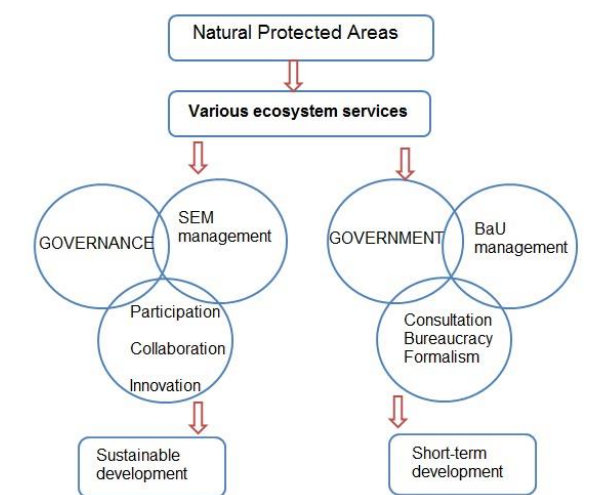 Natural Protected Areas
Various ecosystem services
GOVERNANCE
SEM
management
Participation
Collaboration
Innovation
GOVERNMENT
BaU
management
Consultation
Bureaucracy
Formalism
Sustainable
development
Short-term
development